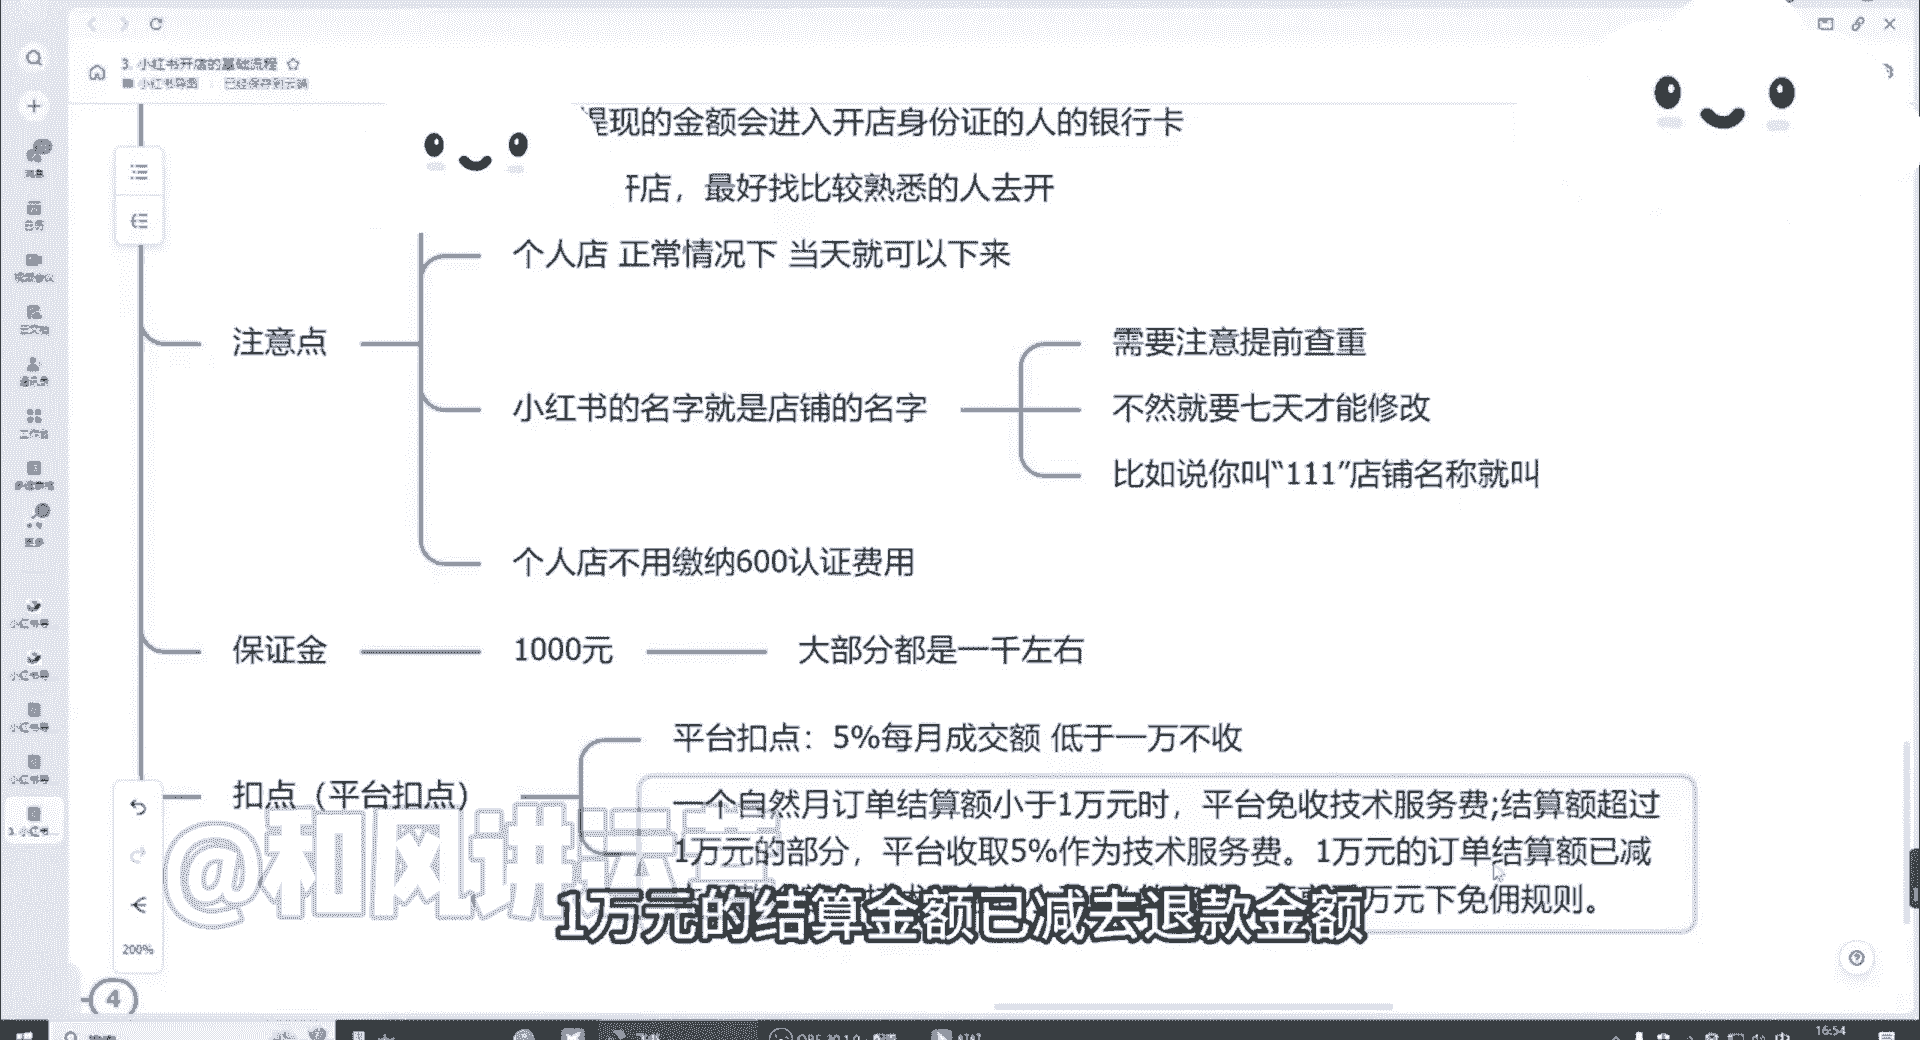 3. 小红书开店的基础流程
小红书导图
已经保存到云端
提现的金额会进入开店身份证的人的银行卡
开店，最好找比较熟悉的人去开
个人店 正常情况下 当天就可以下来
注意点
需要注意提前查重
小红书的名字就是店铺的名字
不然就要七天才能修改
比如说你叫“111”店铺名称就叫
个人店不用缴纳600认证费用
保证金
1000元
大部分都是一千左右
平台扣点：5%每月成交额 低于一万不收
扣点（平台扣点）
一个自然月订单结算额小于1万元时，平台免收技术服务费;结算额超过
1万元的部分，平台收取5%作为技术服务费。1万元的订单结算额已减
万元下免佣规则。
@和风讲运营
1万元的结算金额已减去退款金额
200%
4
16:54